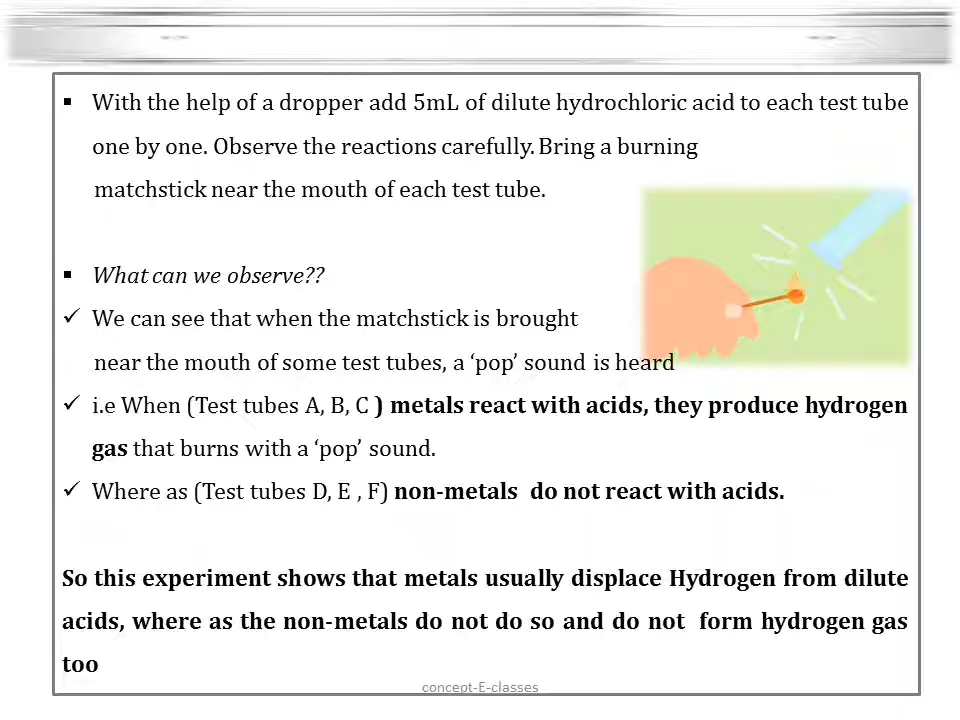 ▪ With the help of a dropper add 5mL of dilute hydrochloric acid to each test tube
one by one. Observe the reactions carefully. Bring a burning
matchstick near the mouth of each test tube.
▪ What can we observe??
✓ We can see that when the matchstick is brought
near the mouth of some test tubes, a ‘pop’ sound is heard
✓ i.e When (Test tubes A, B, C ) metals react with acids, they produce hydrogen
gas that burns with a ‘pop’ sound.
✓ Where as (Test tubes D, E , F) non-metals do not react with acids.
So this experiment shows that metals usually displace Hydrogen from dilute
acids, where as the non-metals do not do so and do not form hydrogen gas
too
concept-E-classes